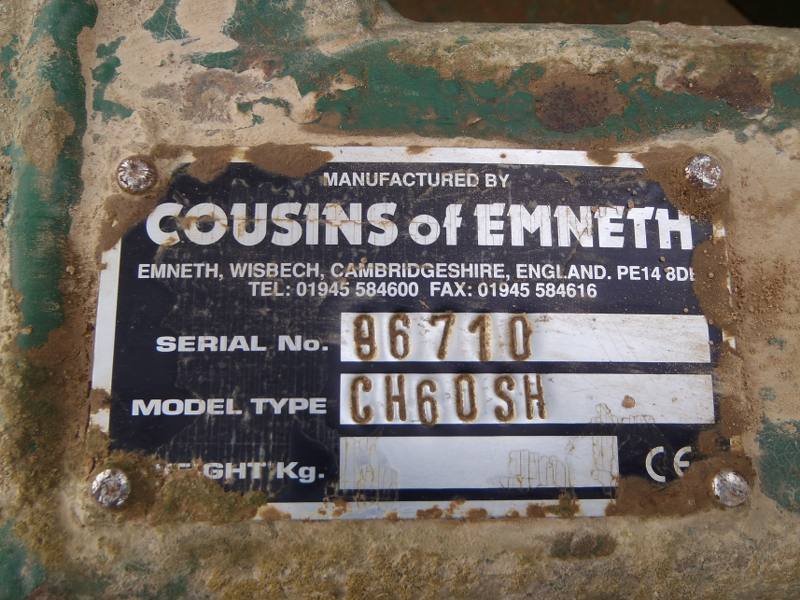 MANUFACTURED BY
COUSINS of EMNETH
EMNETH, WISBECH, CAMBRIDGESHIRE, ENGLAND. PE14
TEL: 01945 584600 FAX: 01945 584616
SERIAL No. 96710
MODEL TYPE CH60SH
Kg.
CE